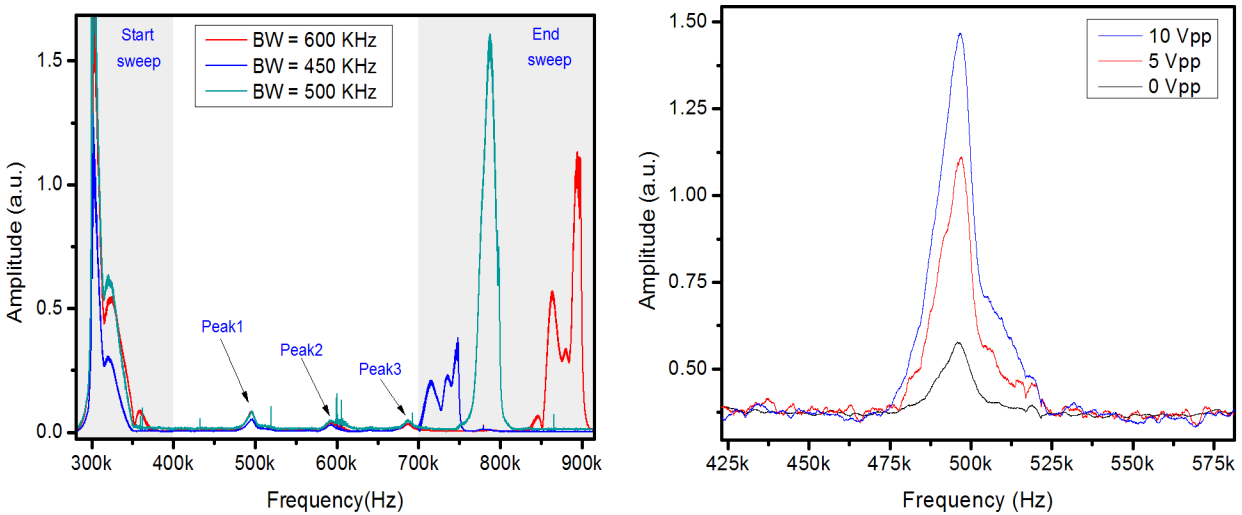 Start
sweep
BW = 600 KHz
BW = 450 KHz
BW = 500 KHz
End
sweep
Peak1
Peak2
Peak3
Amplitude (a.u.)
1.5
1.0
0.5
0.0
300k 400k 500k 600k 700k 800k 900k
Frequency(Hz)
10 Vpp
5 Vpp
0 Vpp
Amplitude (a.u.)
1.50
1.25
1.00
0.75
0.50
425k 450k 475k 500k 525k 550k 575k
Frequency (Hz)